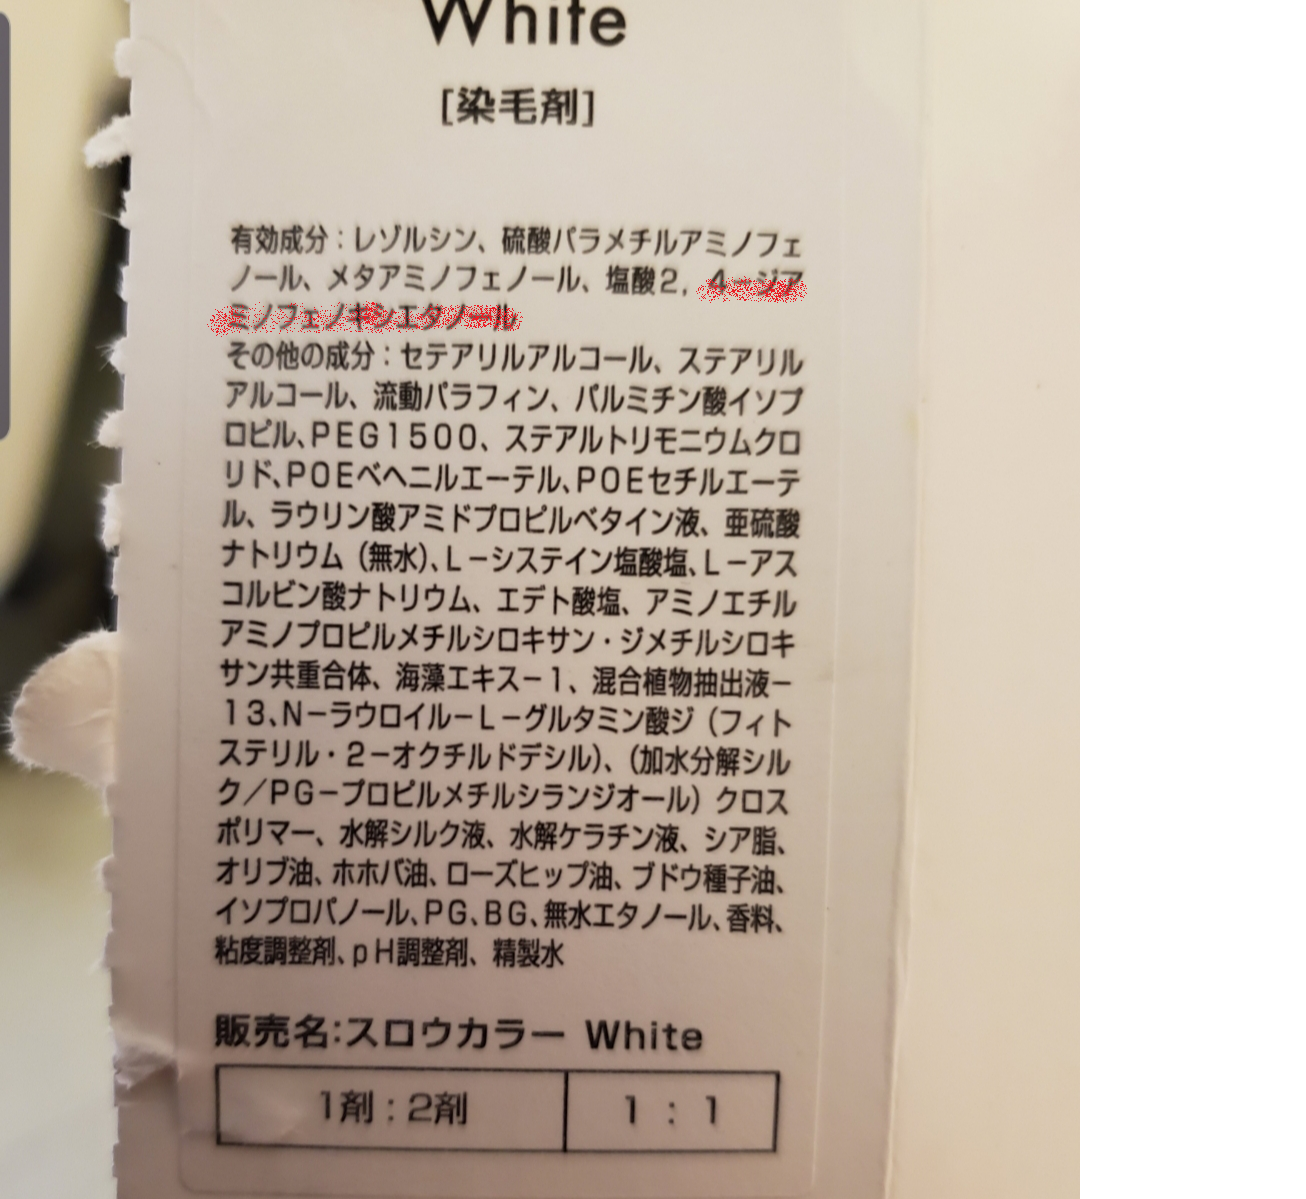 White
[染毛剤]
有効成分：レゾルシン、硫酸パラメチルアミノフェ
ノール、メタアミノフェノール、塩酸2，4－ジア
ミノフェノキシエタノール
その他の成分：セテアリルアルコール、ステアリル
アルコール、流動パラフィン、パルミチン酸イソプ
ロピル、PEG1500、ステアルトリモニウムクロ
リド、POEベヘニルエーテル、POEセチルエーテ
ル、ラウリン酸アミドプロピルベタイン液、亜硫酸
ナトリウム（無水）、L－システイン塩酸塩、L－アス
コルビン酸ナトリウム、エデト酸塩、アミノエチル
アミノプロピルメチルシロキサン・ジメチルシロキ
サン共重合体、海藻エキス－1、混合植物抽出液－
13、N－ラウロイル－L－グルタミン酸ジ（フィト
ステリル・2－オクチルドデシル）、（加水分解シル
ク／PG－プロピルメチルシランジオール）クロス
ポリマー、水解シルク液、水解ケラチン液、シア脂、
オリブ油、ホホバ油、ローズヒップ油、ブドウ種子油、
イソプロパノール、PG、BG、無水エタノール、香料、
粘度調整剤、pH調整剤、精製水
販売名：スロウカラー White
1剤：2剤 1：1